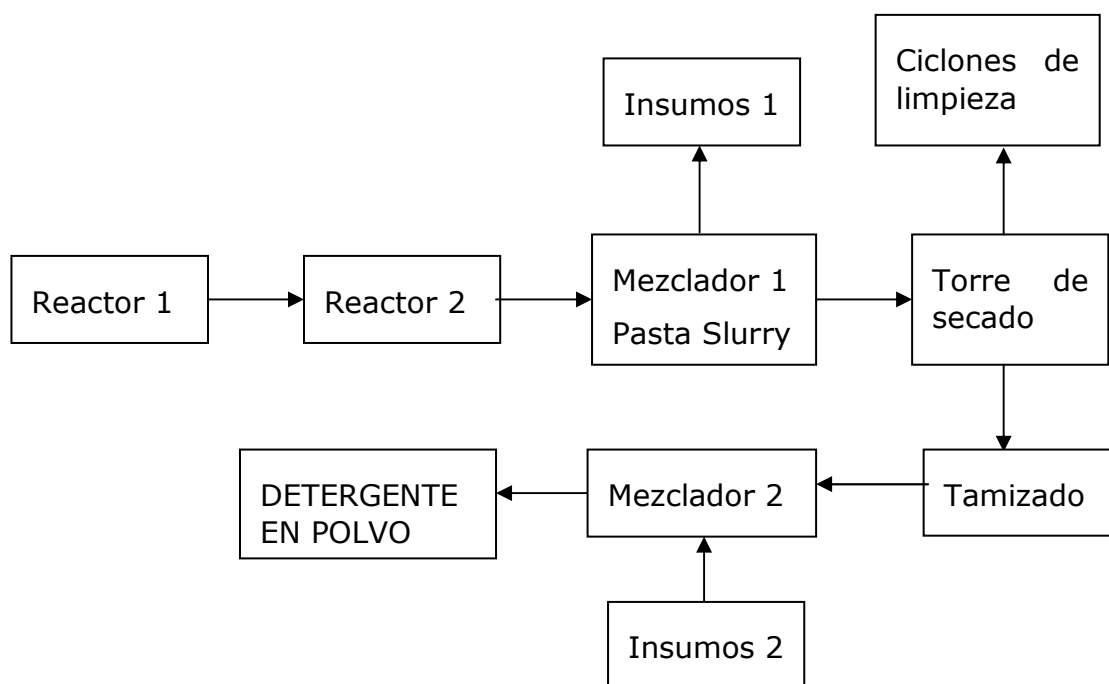 Ciclones de
limpieza
Insumos 1
Reactor 1
Reactor 2
Mezclador 1
Pasta Slurry
Torre de
secado
DETERGENTE
EN POLVO
Mezclador 2
Tamizado
Insumos 2